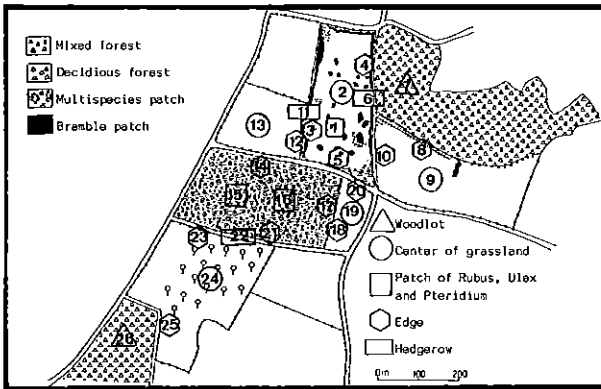 Mixed forest
Decidious forest
Multispecies patch
Bramble patch
4
2
6
11
13
3
1
12
5
10
8
9
14
15
16
17
20
19
18
23
22
21
24
25
26
Woodlot
Center of grassland
Patch of Rubus, Ulex
and Pteridium
Edge
Hedgerow
0m 100 200